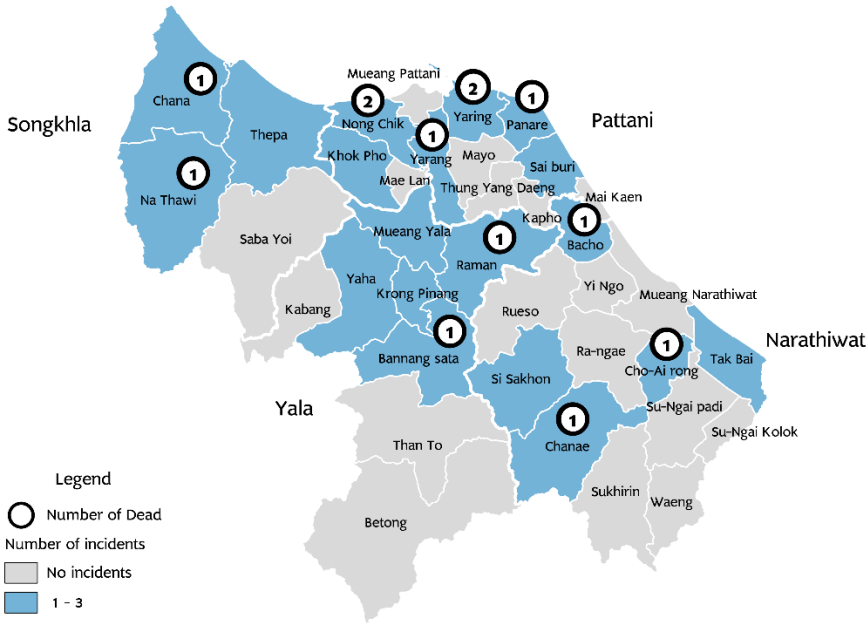 Mueang Pattani
1
Chana
2
Nong Chik
2
Yaring
1
Panare
Songkhla
Pattani
Thepa
1
Yarang
Khok Pho
Mayo
Sai buri
1
Na Thawi
Mae Lan
Thung Yang Daeng
Mai Kaen
Kapho
1
Bacho
Saba Yoi
Mueang Yala
1
Raman
Yaha
Krong Pinang
Yi Ngo
Mueang Narathiwat
Kabang
Rueso
1
Bannang sata
Ra-ngae
1
Cho-Ai rong
Tak Bai
Narathiwat
Si Sakhon
Yala
1
Chanae
Su-Ngai padi
Su-Ngai Kolok
Than To
Sukhirin
Waeng
Betong
Legend
Number of Dead
Number of incidents
No incidents
1 - 3